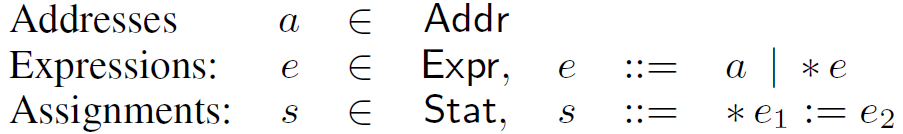 Addresses a ∈ Addr
Expressions: e ∈ Expr, e ::= a | * e
Assignments: s ∈ Stat, s ::= * e₁ := e₂